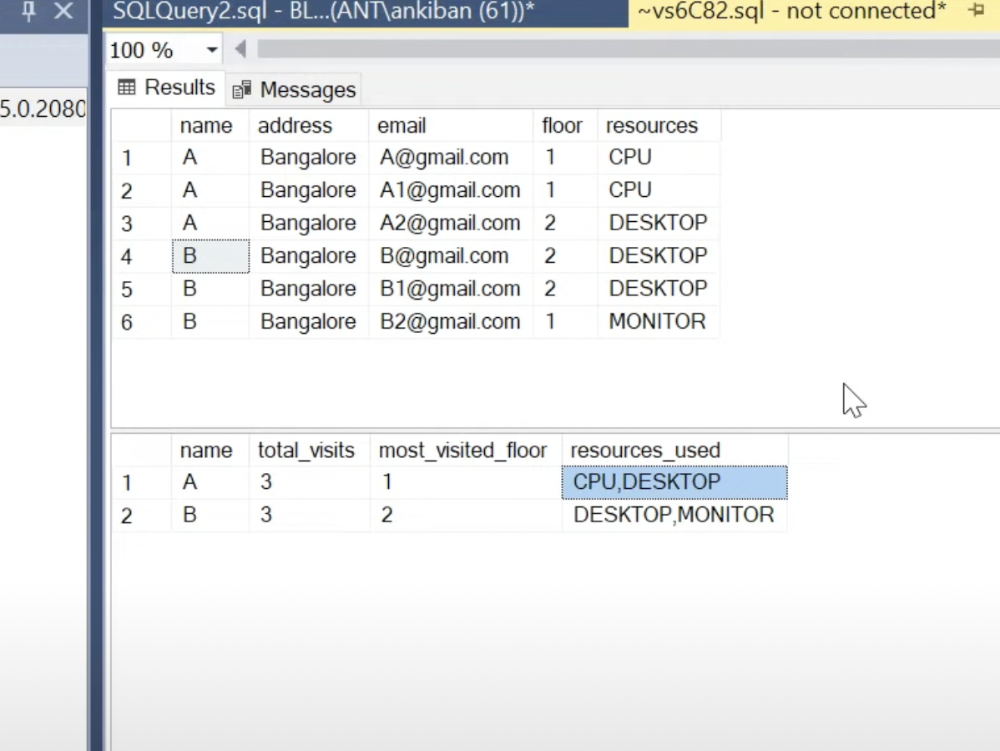 SQLQuery2.sql - BL...(ANT\ankiban (61))* ~vs6C82.sql - not connected*
100 %
5.0.2080
Results Messages
name address email floor resources
1 A Bangalore A@gmail.com 1 CPU
2 A Bangalore A1@gmail.com 1 CPU
3 A Bangalore A2@gmail.com 2 DESKTOP
4 B Bangalore B@gmail.com 2 DESKTOP
5 B Bangalore B1@gmail.com 2 DESKTOP
6 B Bangalore B2@gmail.com 1 MONITOR
name total_visits most_visited_floor resources_used
1 A 3 1 CPU,DESKTOP
2 B 3 2 DESKTOP,MONITOR